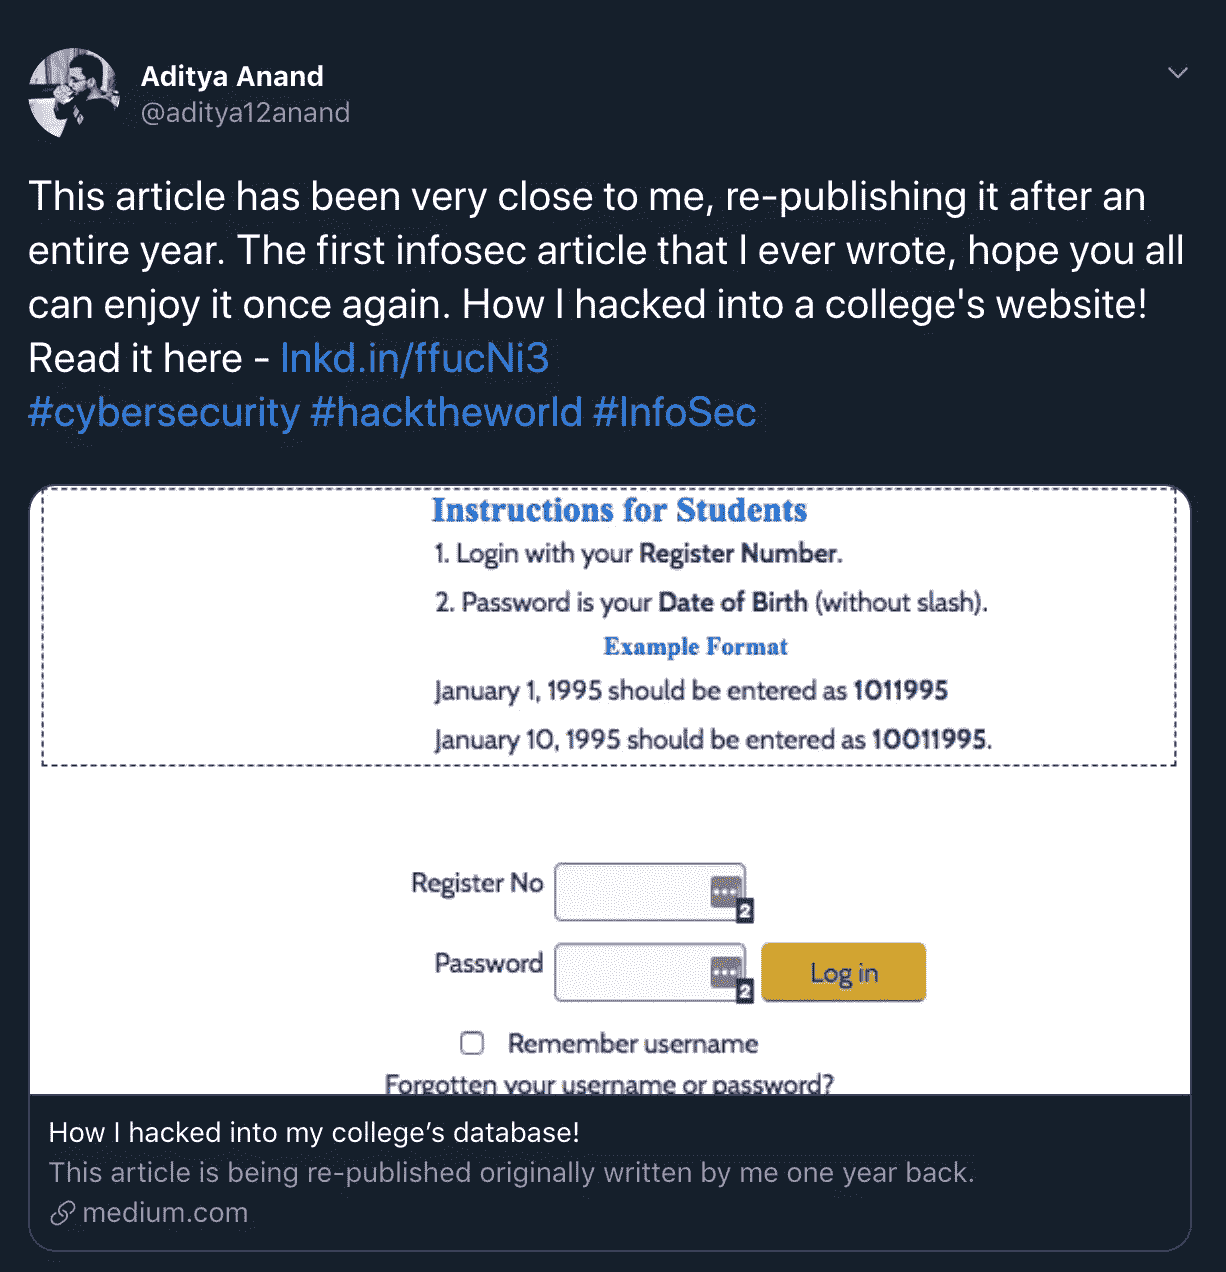 Aditya Anand
@aditya12anand
This article has been very close to me, re-publishing it after an
entire year. The first infosec article that I ever wrote, hope you all
can enjoy it once again. How I hacked into a college's website!
Read it here - lnkd.in/ffucNi3
#cybersecurity #hacktheworld #InfoSec
Instructions for Students
1. Login with your Register Number.
2. Password is your Date of Birth (without slash).
Example Format
January 1, 1995 should be entered as 1011995
January 10, 1995 should be entered as 10011995.
Register No
2
Password
2
Log in
Remember username
Forgotten your username or password?
How I hacked into my college’s database!
This article is being re-published originally written by me one year back.
medium.com